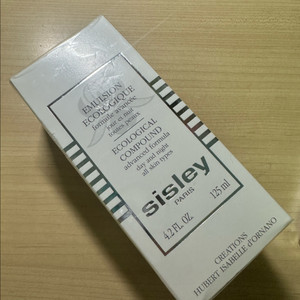 EMULSION
ECOLOGIQUE
formule avancée
jour et nuit
toutes peaux
ECOLOGICAL
COMPOUND
advanced formula
day and night
all skin types
sisley
PARIS
4.2 FL. OZ. 125 ml
CREATIONS
HUBERT ISABELLE d'ORNANO